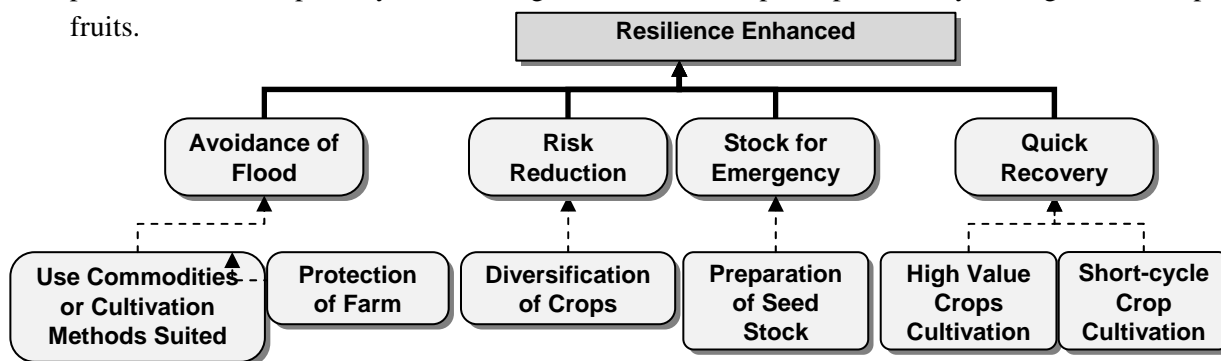 fruits.
Resilience Enhanced
Avoidance of
Flood
Risk
Reduction
Stock for
Emergency
Quick
Recovery
Use Commodities
or Cultivation
Methods Suited
Protection
of Farm
Diversification
of Crops
Preparation
of Seed
Stock
High Value
Crops
Cultivation
Short-cycle
Crop
Cultivation